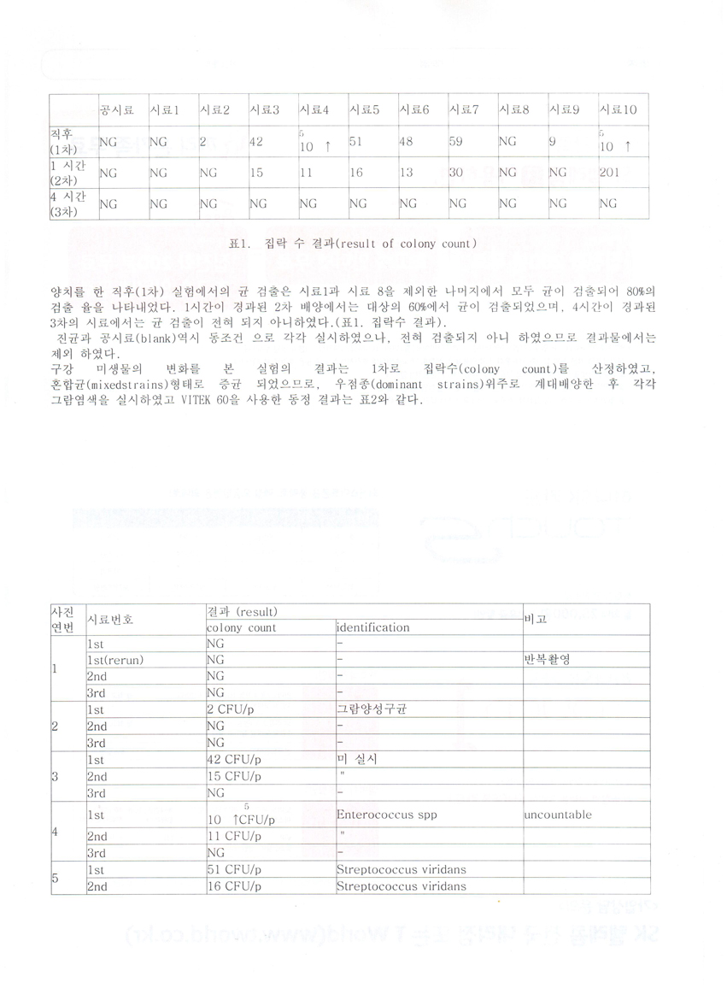 공시료 시료1 시료2 시료3 시료4 시료5 시료6 시료7 시료8 시료9 시료10
직후 (1차) NG NG 2 42 10⁵ ↑ 51 48 59 NG 9 10⁵ ↑
1 시간 (2차) NG NG NG 15 11 16 13 30 NG NG 201
4 시간 (3차) NG NG NG NG NG NG NG NG NG NG NG
표1. 집락 수 결과(result of colony count)
양치를 한 직후(1차) 실험에서의 균 검출은 시료1과 시료 8을 제외한 나머지에서 모두 균이 검출되어 80%의
검출 율을 나타내었다. 1시간이 경과된 2차 배양에서는 대상의 60%에서 균이 검출되었으며, 4시간이 경과된
3차의 시료에서는 균 검출이 전혀 되지 아니하였다.(표1. 집락수 결과).
진균과 공시료(blank)역시 동조건 으로 각각 실시하였으나, 전혀 검출되지 아니 하였으므로 결과물에서는
제외 하였다.
구강 미생물의 변화를 본 실험의 결과는 1차로 집락수(colony count)를 산정하였고,
혼합균(mixedstrains)형태로 증균 되었으므로, 우점종(dominant strains)위주로 계대배양한 후 각각
그람염색을 실시하였고 VITEK 60을 사용한 동정 결과는 표2와 같다.
사진 연번 시료번호 결과 (result) 비고
colony count identification
1 1st NG -
1st(rerun) NG - 반복촬영
2nd NG -
3rd NG -
2 1st 2 CFU/p 그람양성구균
2nd NG -
3rd NG -
3 1st 42 CFU/p 미 실시
2nd 15 CFU/p "
3rd NG -
4 1st 10⁵ ↑CFU/p Enterococcus spp uncountable
2nd 11 CFU/p "
3rd NG -
5 1st 51 CFU/p Streptococcus viridans
2nd 16 CFU/p Streptococcus viridans